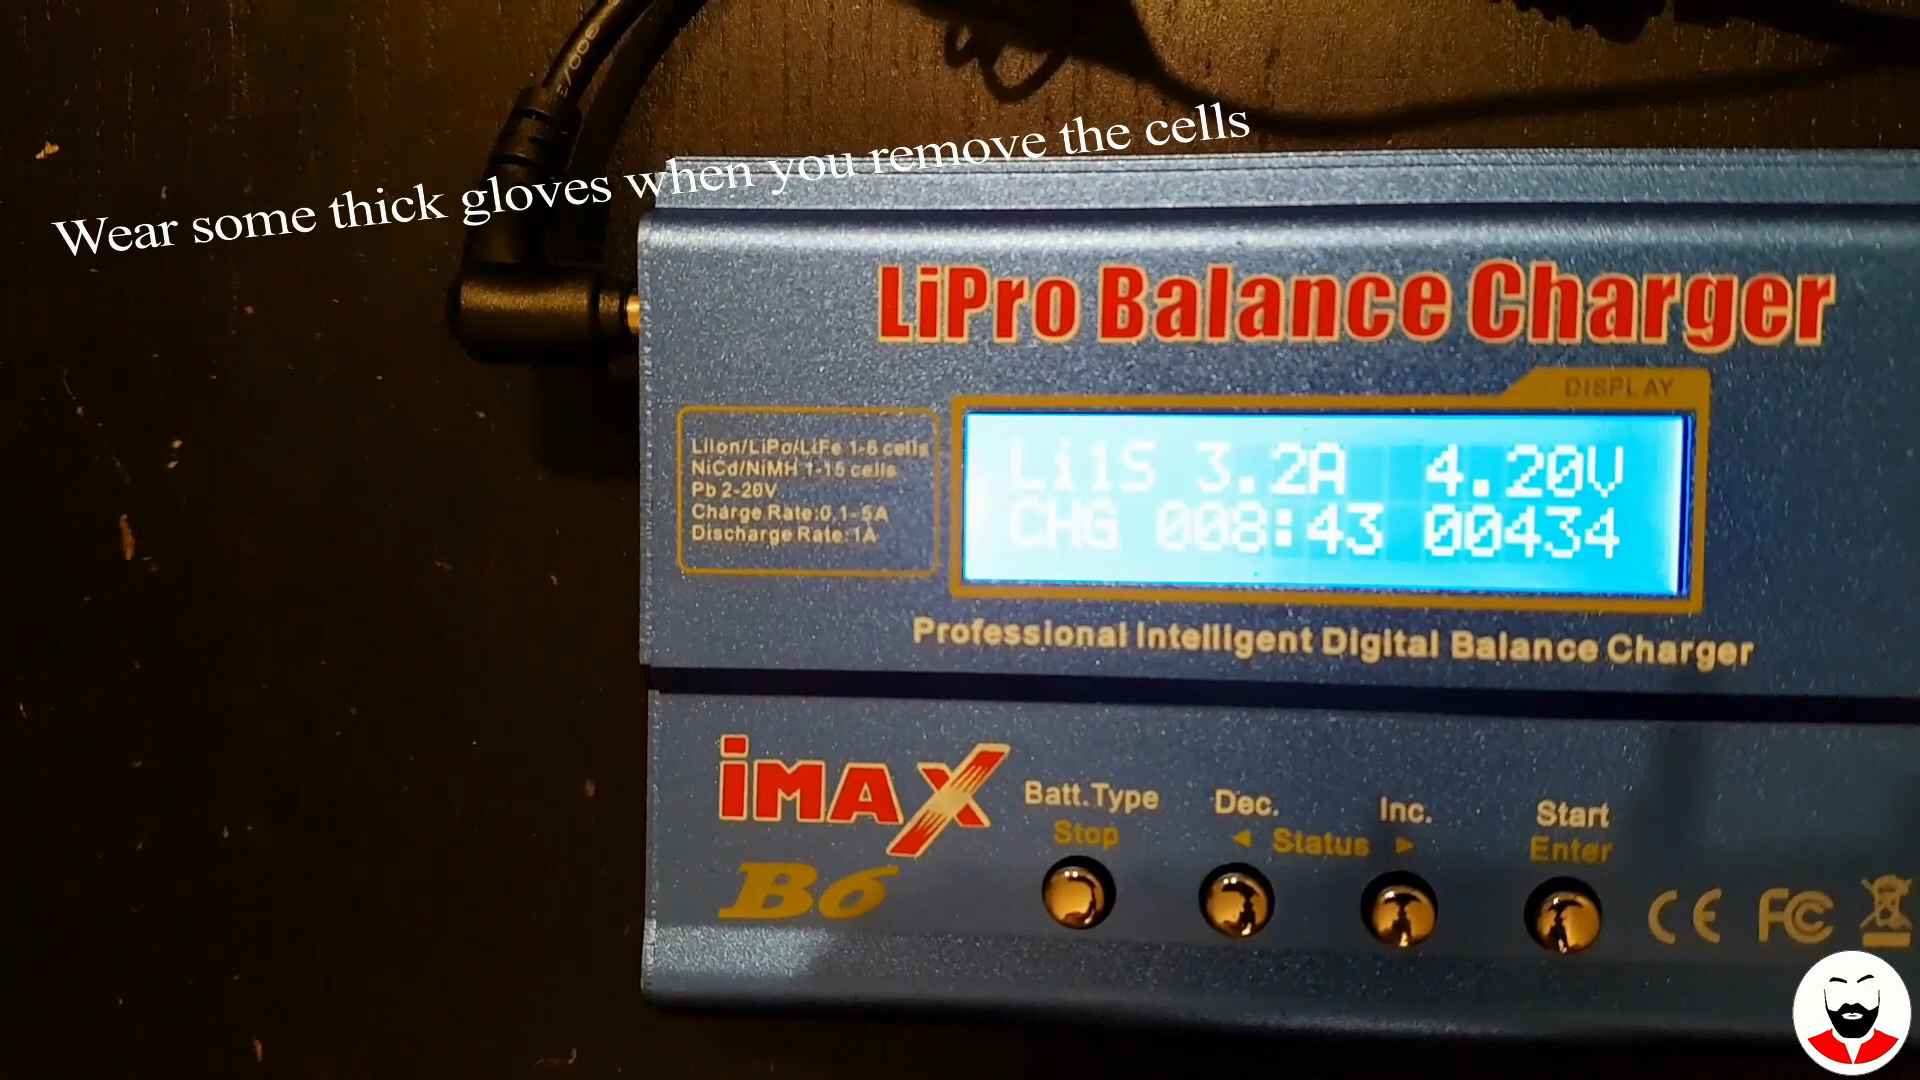 Wear some thick gloves when you remove the cells
LiPro Balance Charger
DISPLAY
LiIon/LiPo/LiFe 1-6 cells
NiCd/NiMH 1-15 cells
Pb 2-20V
Charge Rate:0.1-5A
Discharge Rate:1A
Li1S 3.2A 4.20V
CHG 008:43 00434
Professional Intelligent Digital Balance Charger
iMAX
B6
Batt.Type
Stop
Dec.
Inc.
◄ Status ►
Start
Enter
CE FC